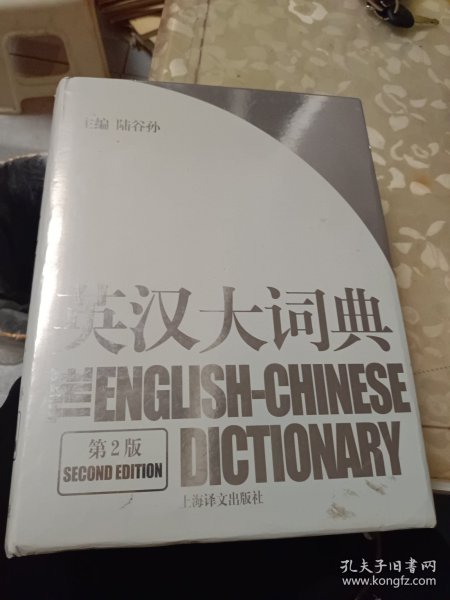 主编 陆谷孙
英汉大词典
THE ENGLISH-CHINESE
DICTIONARY
第2版
SECOND EDITION
上海译文出版社
孔夫子旧书网
www.kongfz.com